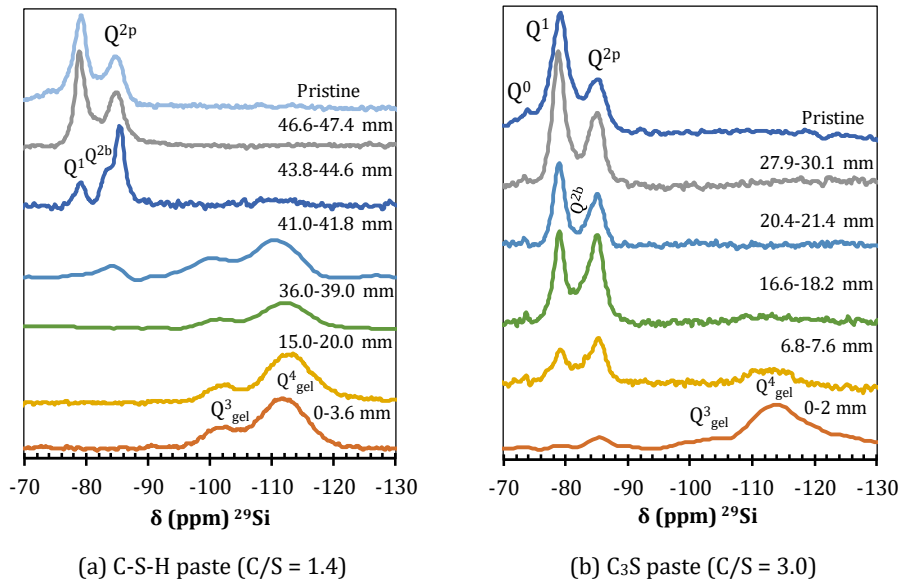 Q²ᵖ
Pristine
46.6-47.4 mm
Q¹ Q²ᵇ
43.8-44.6 mm
41.0-41.8 mm
36.0-39.0 mm
15.0-20.0 mm
Q⁴gel
Q³gel
0-3.6 mm
-70 -80 -90 -100 -110 -120 -130
δ (ppm) ²⁹Si
(a) C-S-H paste (C/S = 1.4)
Q¹
Q²ᵖ
Q⁰
Pristine
27.9-30.1 mm
Q²ᵇ
20.4-21.4 mm
16.6-18.2 mm
6.8-7.6 mm
Q⁴gel
0-2 mm
Q³gel
-70 -80 -90 -100 -110 -120 -130
δ (ppm) ²⁹Si
(b) C₃S paste (C/S = 3.0)